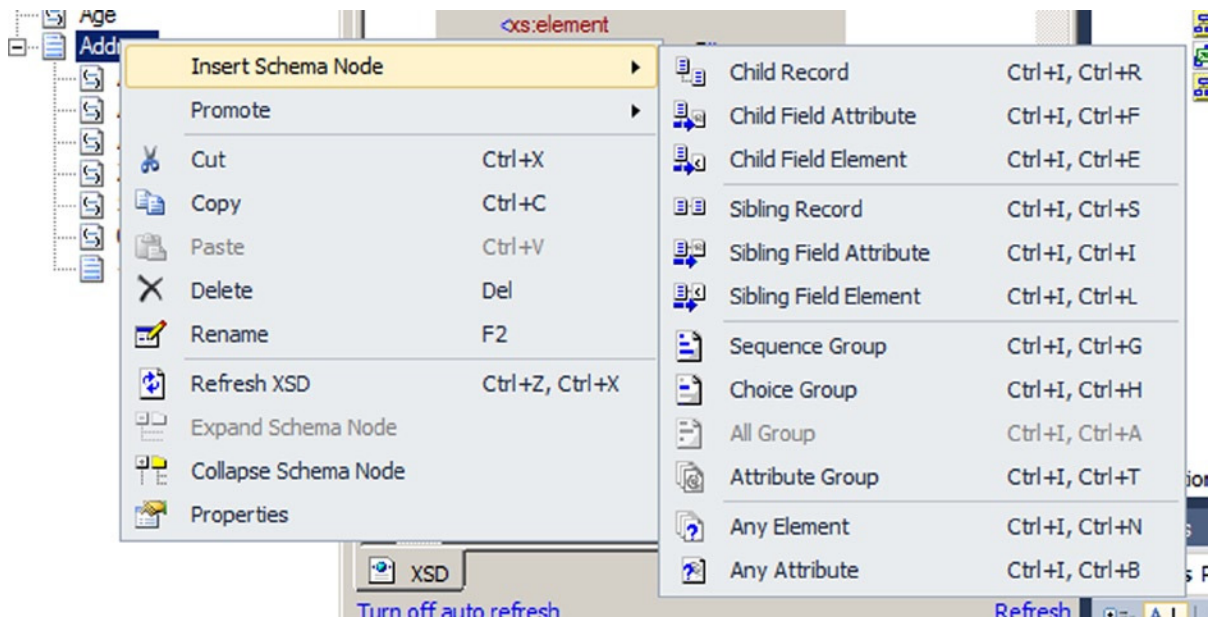 Age
<xs:element
Addr
Insert Schema Node
Promote
Cut Ctrl+X
Copy Ctrl+C
Paste Ctrl+V
Delete Del
Rename F2
Refresh XSD Ctrl+Z, Ctrl+X
Expand Schema Node
Collapse Schema Node
Properties
Child Record Ctrl+I, Ctrl+R
Child Field Attribute Ctrl+I, Ctrl+F
Child Field Element Ctrl+I, Ctrl+E
Sibling Record Ctrl+I, Ctrl+S
Sibling Field Attribute Ctrl+I, Ctrl+I
Sibling Field Element Ctrl+I, Ctrl+L
Sequence Group Ctrl+I, Ctrl+G
Choice Group Ctrl+I, Ctrl+H
All Group Ctrl+I, Ctrl+A
Attribute Group Ctrl+I, Ctrl+T
Any Element Ctrl+I, Ctrl+N
Any Attribute Ctrl+I, Ctrl+B
XSD
Turn off auto refresh Refresh